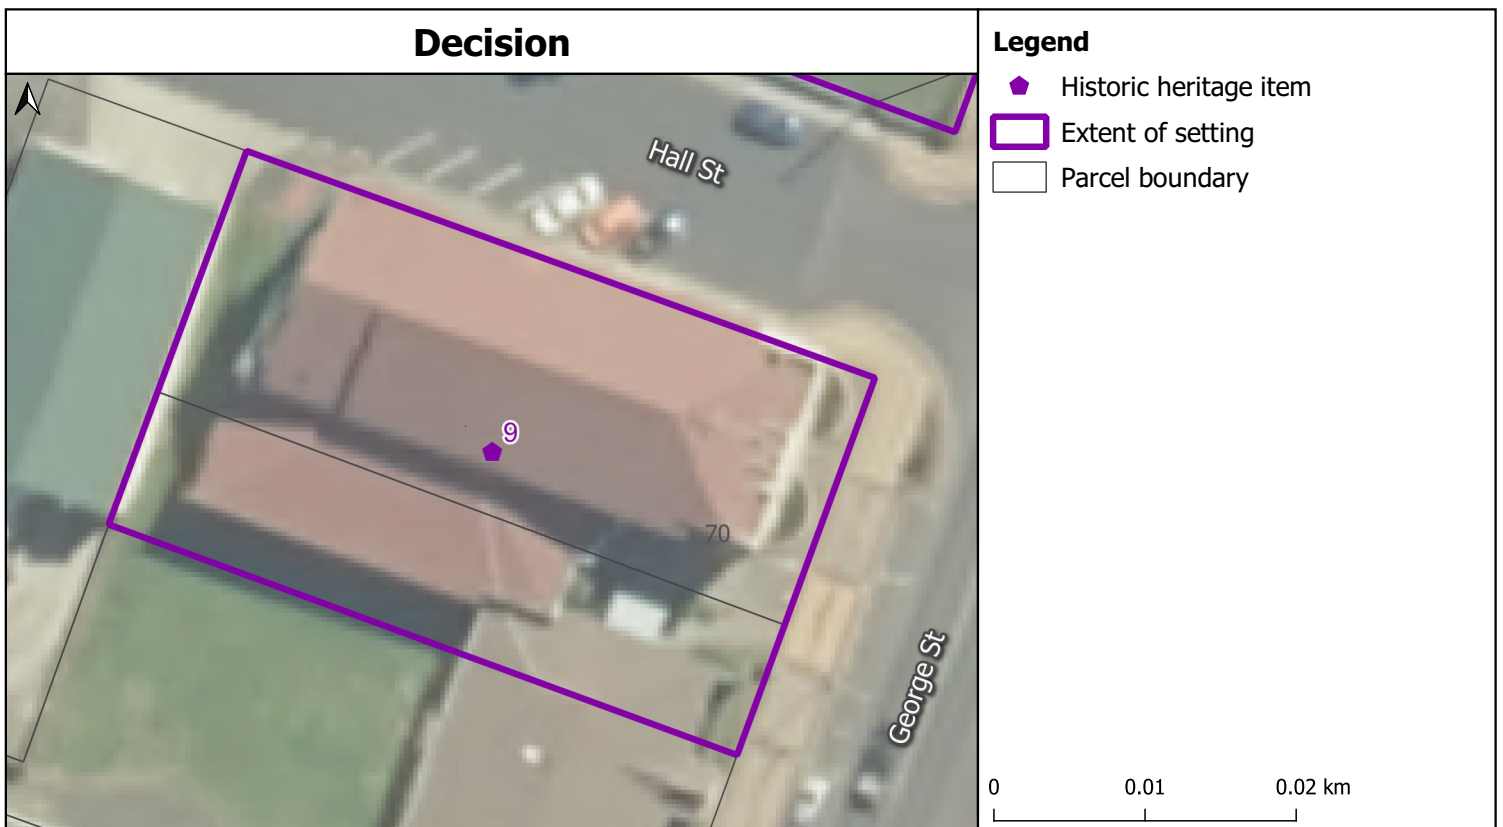 Decision
Legend
Historic heritage item
Extent of setting
Parcel boundary
Hall St
9
70
George St
0 0.01 0.02 km